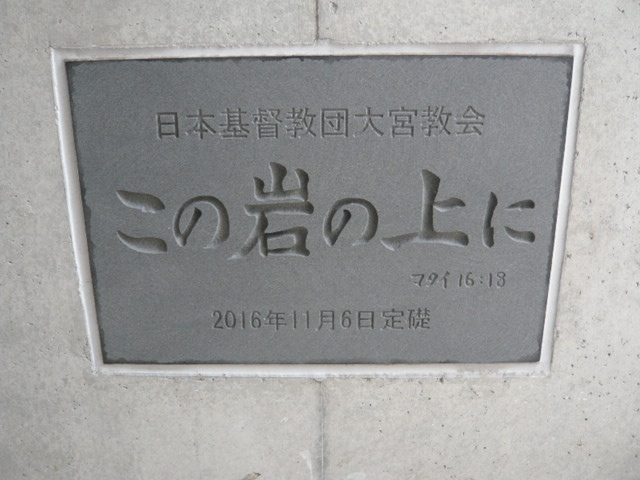 日本基督教団大宮教会
この岩の上に
マタイ16:18
2016年11月6日定礎